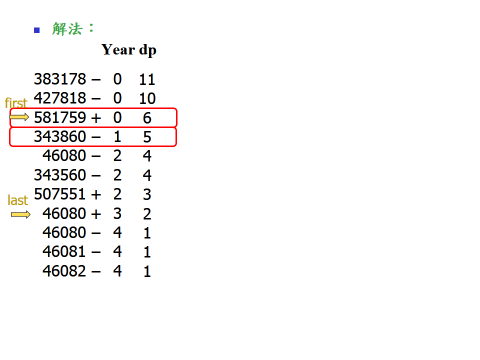 解法：
Year dp
383178 – 0 11
427818 – 0 10
first
581759 + 0 6
343860 – 1 5
46080 – 2 4
343560 – 2 4
507551 + 2 3
last
46080 + 3 2
46080 – 4 1
46081 – 4 1
46082 – 4 1